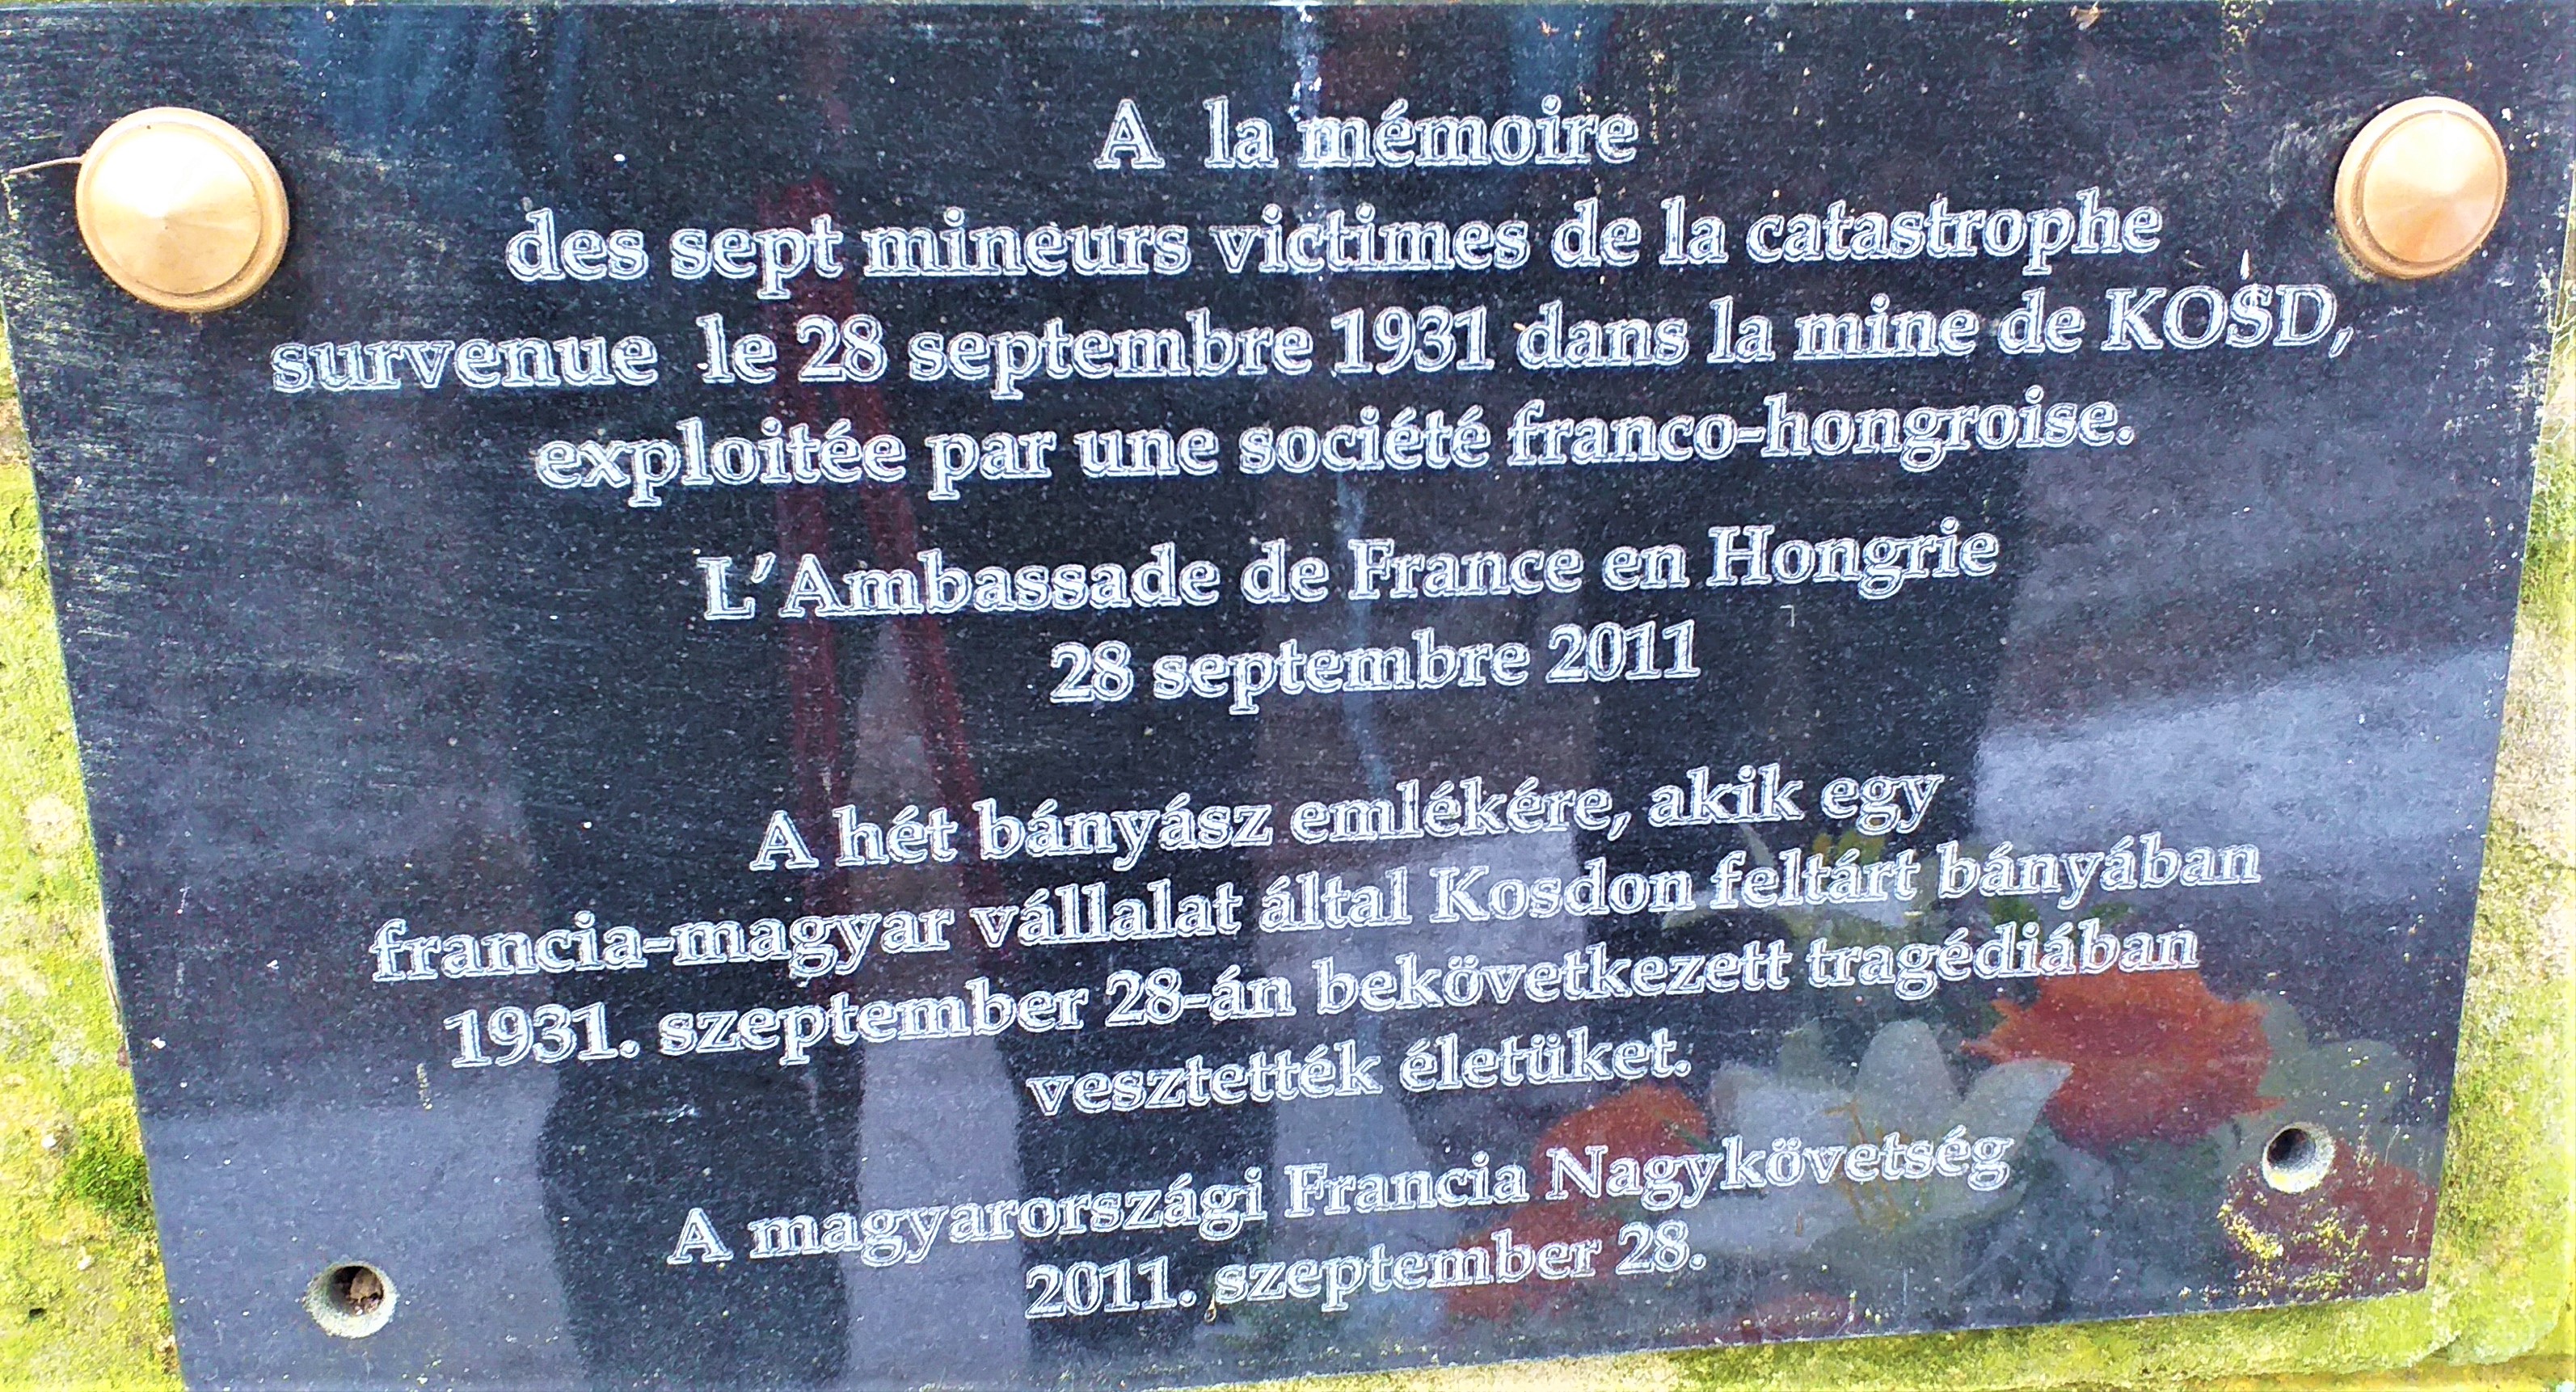 A la mémoire
des sept mineurs victimes de la catastrophe
survenue le 28 septembre 1931 dans la mine de KOSD,
exploitée par une société franco-hongroise.
L'Ambassade de France en Hongrie
28 septembre 2011
A hét bányász emlékére, akik egy
francia-magyar vállalat által Kosdon feltárt bányában
1931. szeptember 28-án bekövetkezett tragédiában
vesztették életüket.
A magyarországi Francia Nagykövetség
2011. szeptember 28.